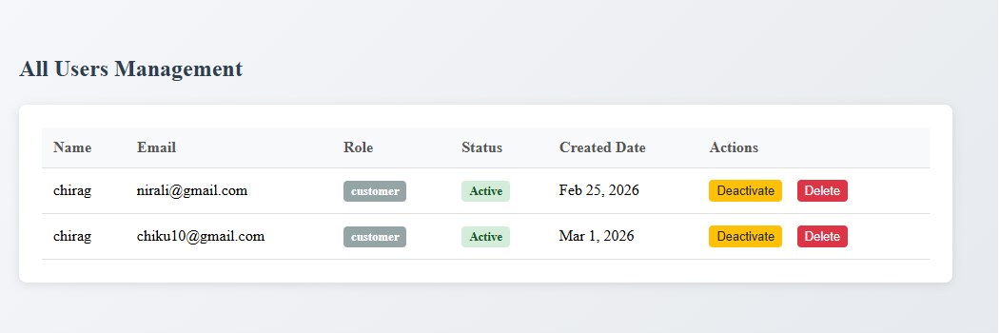 All Users Management
Name Email Role Status Created Date Actions
chirag nirali@gmail.com customer Active Feb 25, 2026 Deactivate Delete
chirag chiku10@gmail.com customer Active Mar 1, 2026 Deactivate Delete